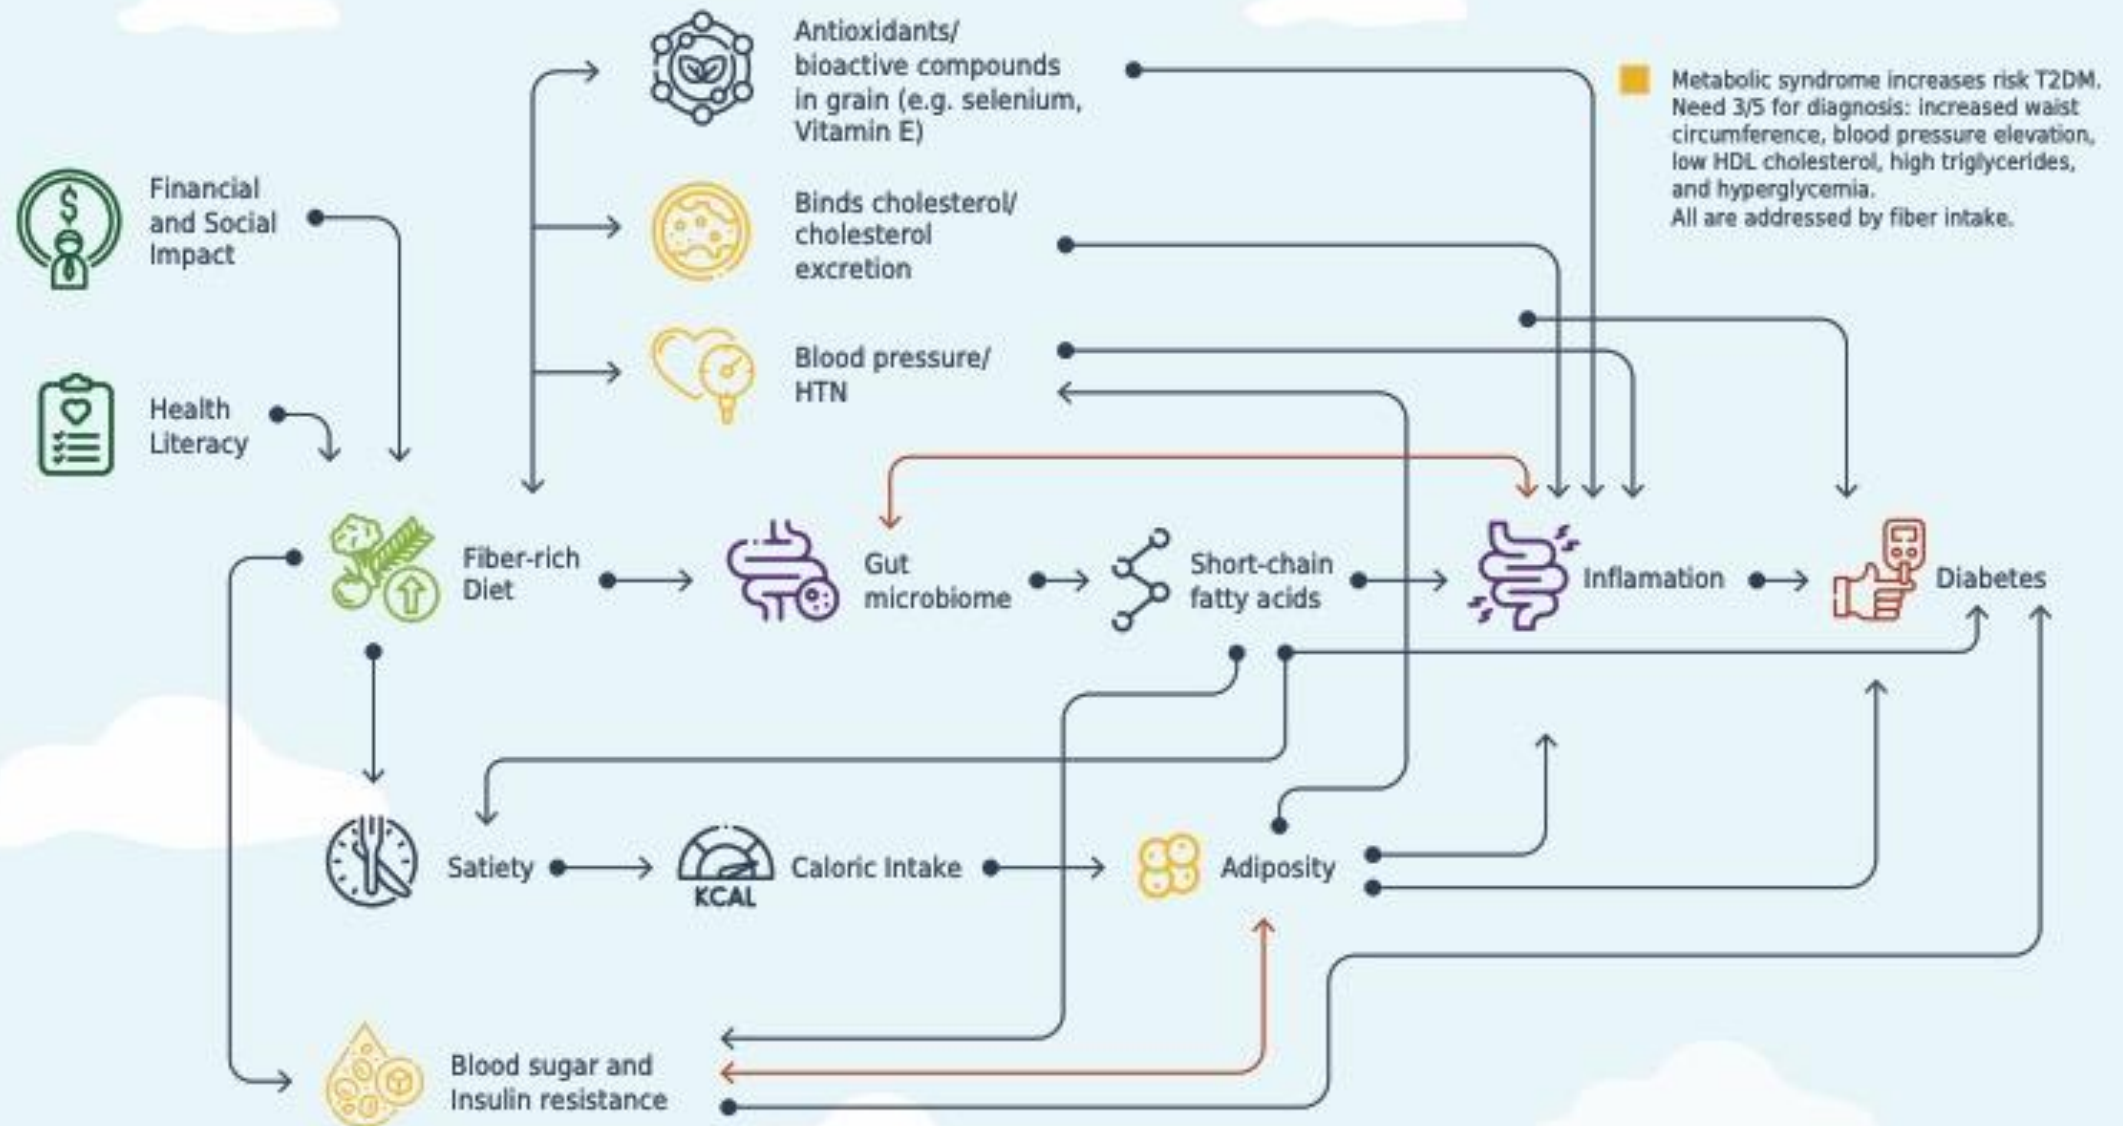 Antioxidants/
bioactive compounds
in grain (e.g. selenium,
Vitamin E)
Metabolic syndrome increases risk T2DM.
Need 3/5 for diagnosis: increased waist
circumference, blood pressure elevation,
low HDL cholesterol, high triglycerides,
and hyperglycemia.
All are addressed by fiber intake.
Financial
and Social
Impact
Binds cholesterol/
cholesterol
excretion
Blood pressure/
HTN
Health
Literacy
Fiber-rich
Diet
Gut
microbiome
Short-chain
fatty acids
Inflamation
Diabetes
Satiety
KCAL
Caloric Intake
Adiposity
Blood sugar and
Insulin resistance